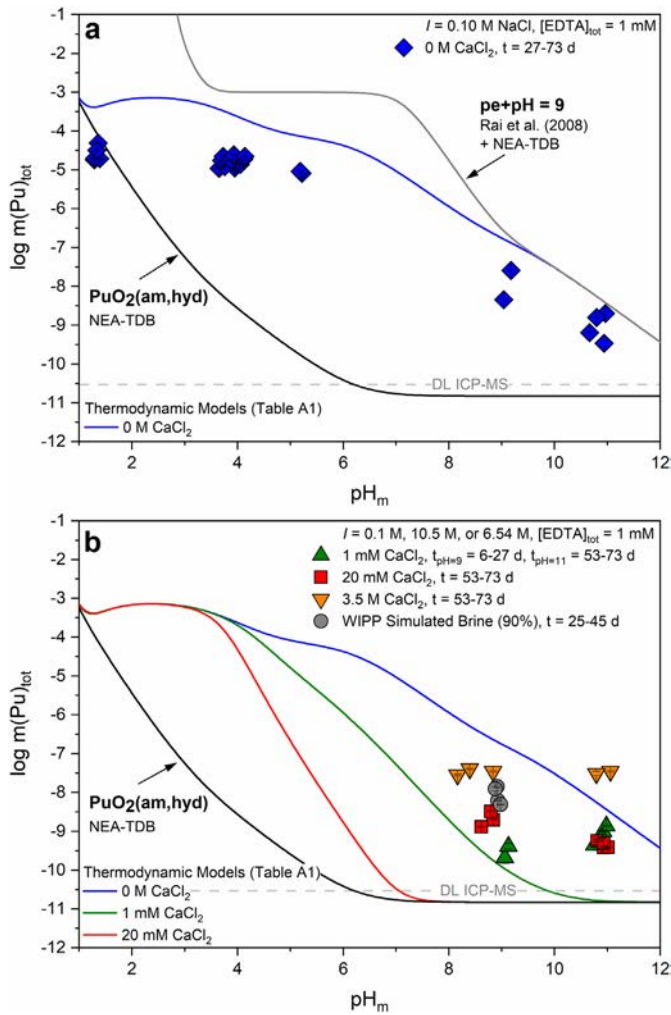 a
I = 0.10 M NaCl, [EDTA]tot = 1 mM
0 M CaCl2, t = 27-73 d
pe+pH = 9
Rai et al. (2008)
+ NEA-TDB
PuO2(am,hyd)
NEA-TDB
DL ICP-MS
Thermodynamic Models (Table A1)
0 M CaCl2
log m(Pu)tot
-1
-2
-3
-4
-5
-6
-7
-8
-9
-10
-11
-12
2 4 6 8 10 12
pHm
b
I = 0.1 M, 10.5 M, or 6.54 M, [EDTA]tot = 1 mM
1 mM CaCl2, tpH=9 = 6-27 d, tpH=11 = 53-73 d
20 mM CaCl2, t = 53-73 d
3.5 M CaCl2, t = 53-73 d
WIPP Simulated Brine (90%), t = 25-45 d
PuO2(am,hyd)
NEA-TDB
DL ICP-MS
Thermodynamic Models (Table A1)
0 M CaCl2
1 mM CaCl2
20 mM CaCl2
log m(Pu)tot
-1
-2
-3
-4
-5
-6
-7
-8
-9
-10
-11
-12
2 4 6 8 10 12
pHm